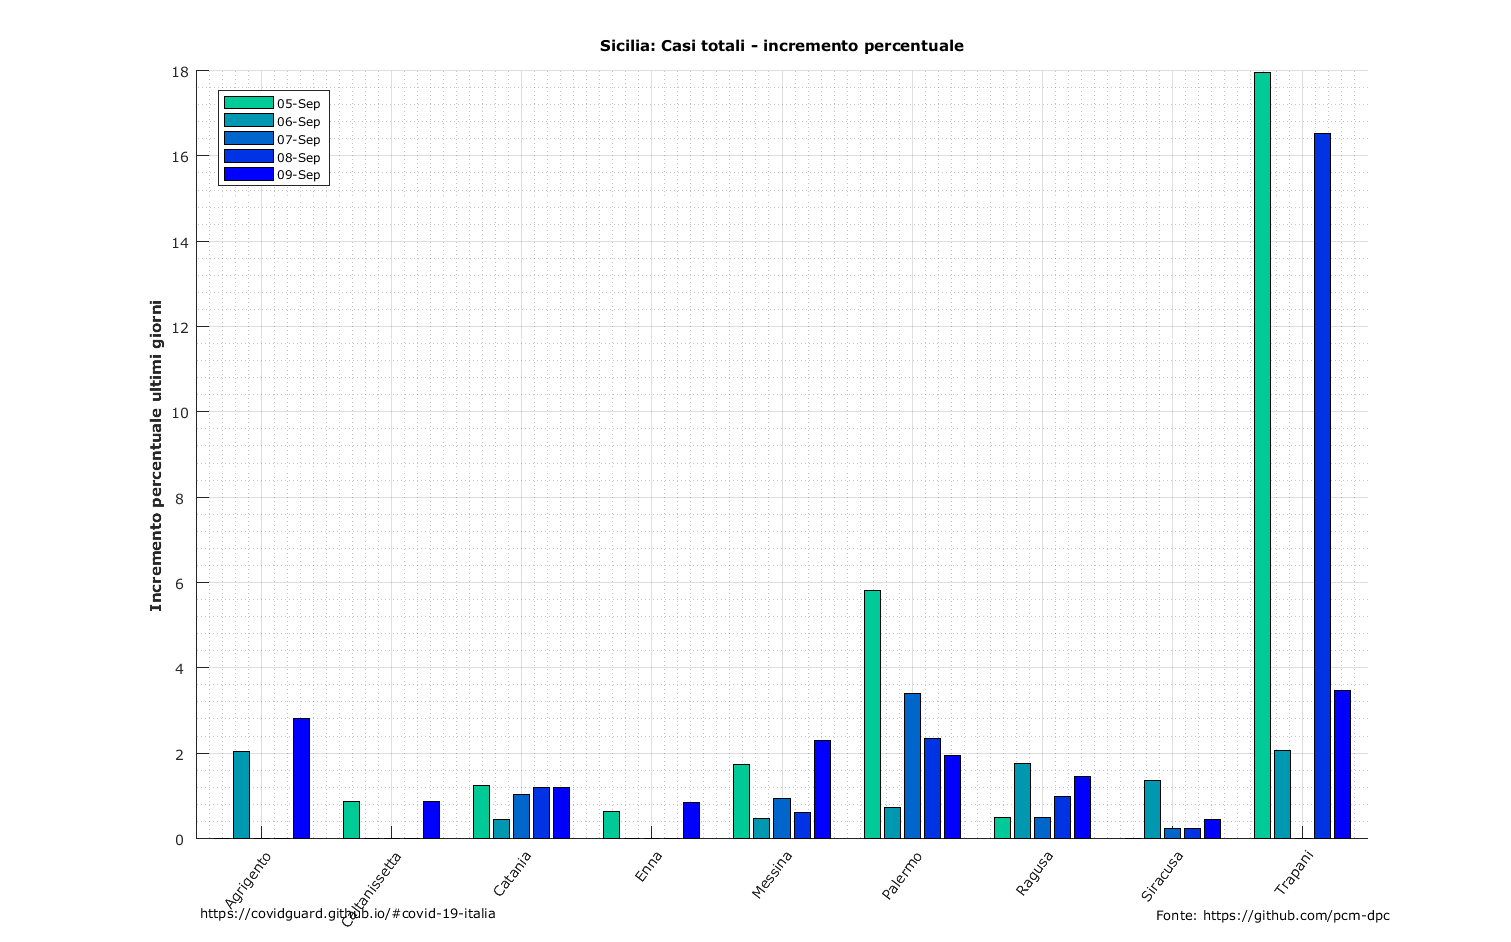 Sicilia: Casi totali - incremento percentuale
Incremento percentuale ultimi giorni
18
16
14
12
10
8
6
4
2
0
05-Sep
06-Sep
07-Sep
08-Sep
09-Sep
Agrigento
Caltanissetta
Catania
Enna
Messina
Palermo
Ragusa
Siracusa
Trapani
https://covidguard.github.io/#covid-19-italia
Fonte: https://github.com/pcm-dpc